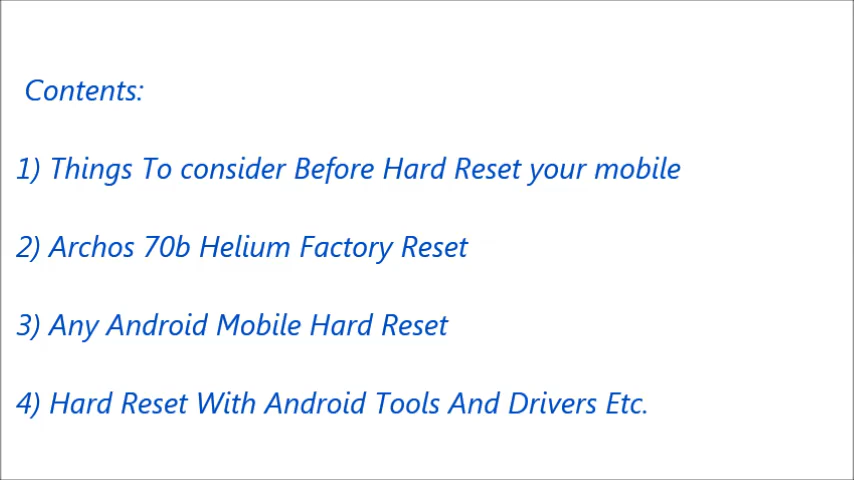 Contents:
1) Things To consider Before Hard Reset your mobile
2) Archos 70b Helium Factory Reset
3) Any Android Mobile Hard Reset
4) Hard Reset With Android Tools And Drivers Etc.